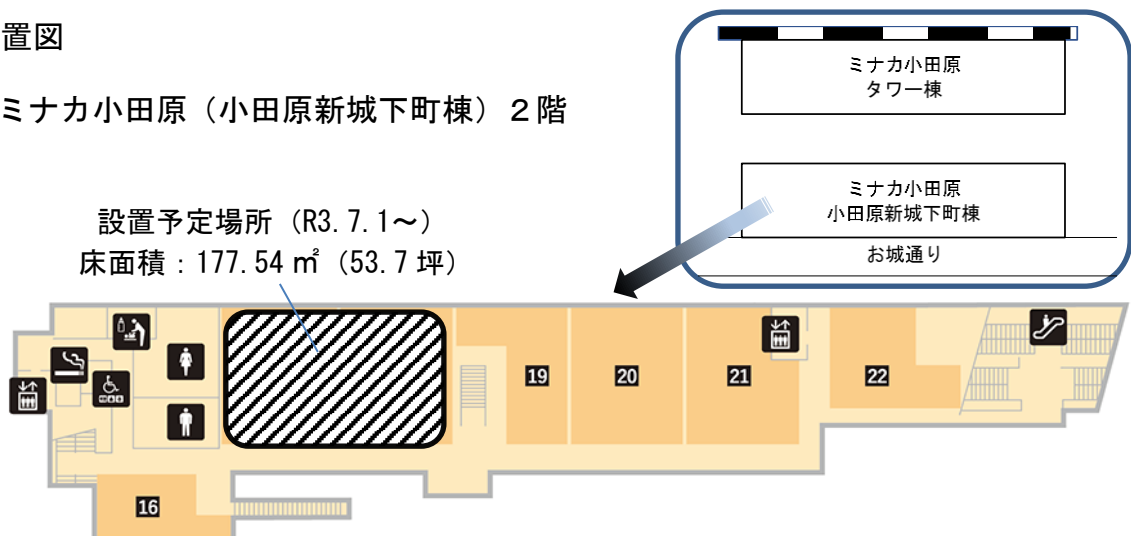 置図
ミナカ小田原（小田原新城下町棟）２階
ミナカ小田原
タワー棟
ミナカ小田原
小田原新城下町棟
お城通り
設置予定場所（R3.7.1～）
床面積：177.54㎡（53.7坪）
19
20
21
22
16